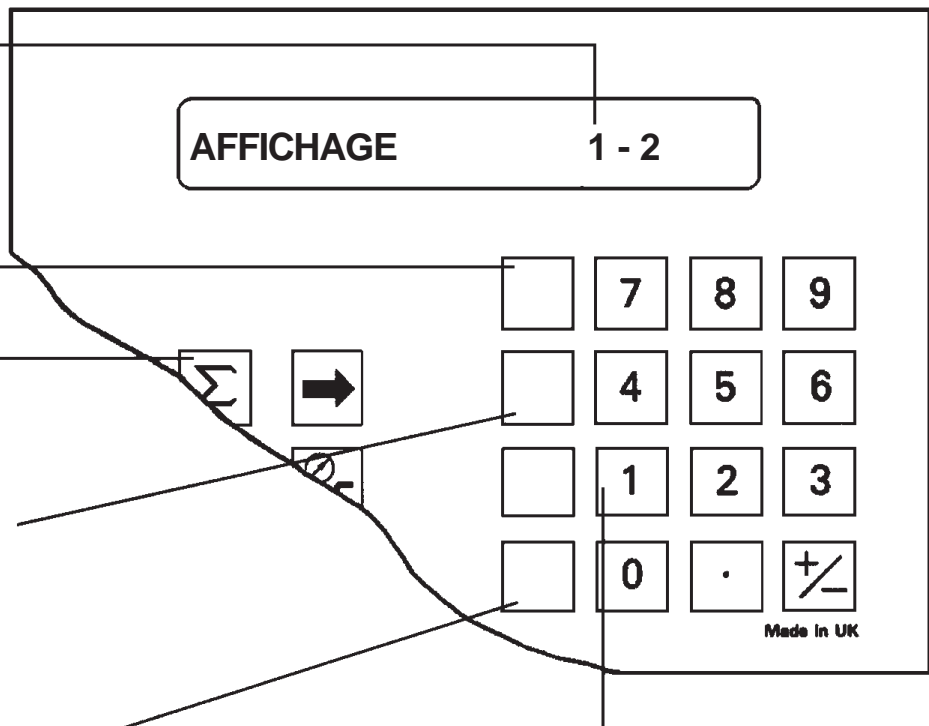 AFFICHAGE 1 - 2
7 8 9
Σ 4 5 6
1 2 3
0 . +/−
Made in UK